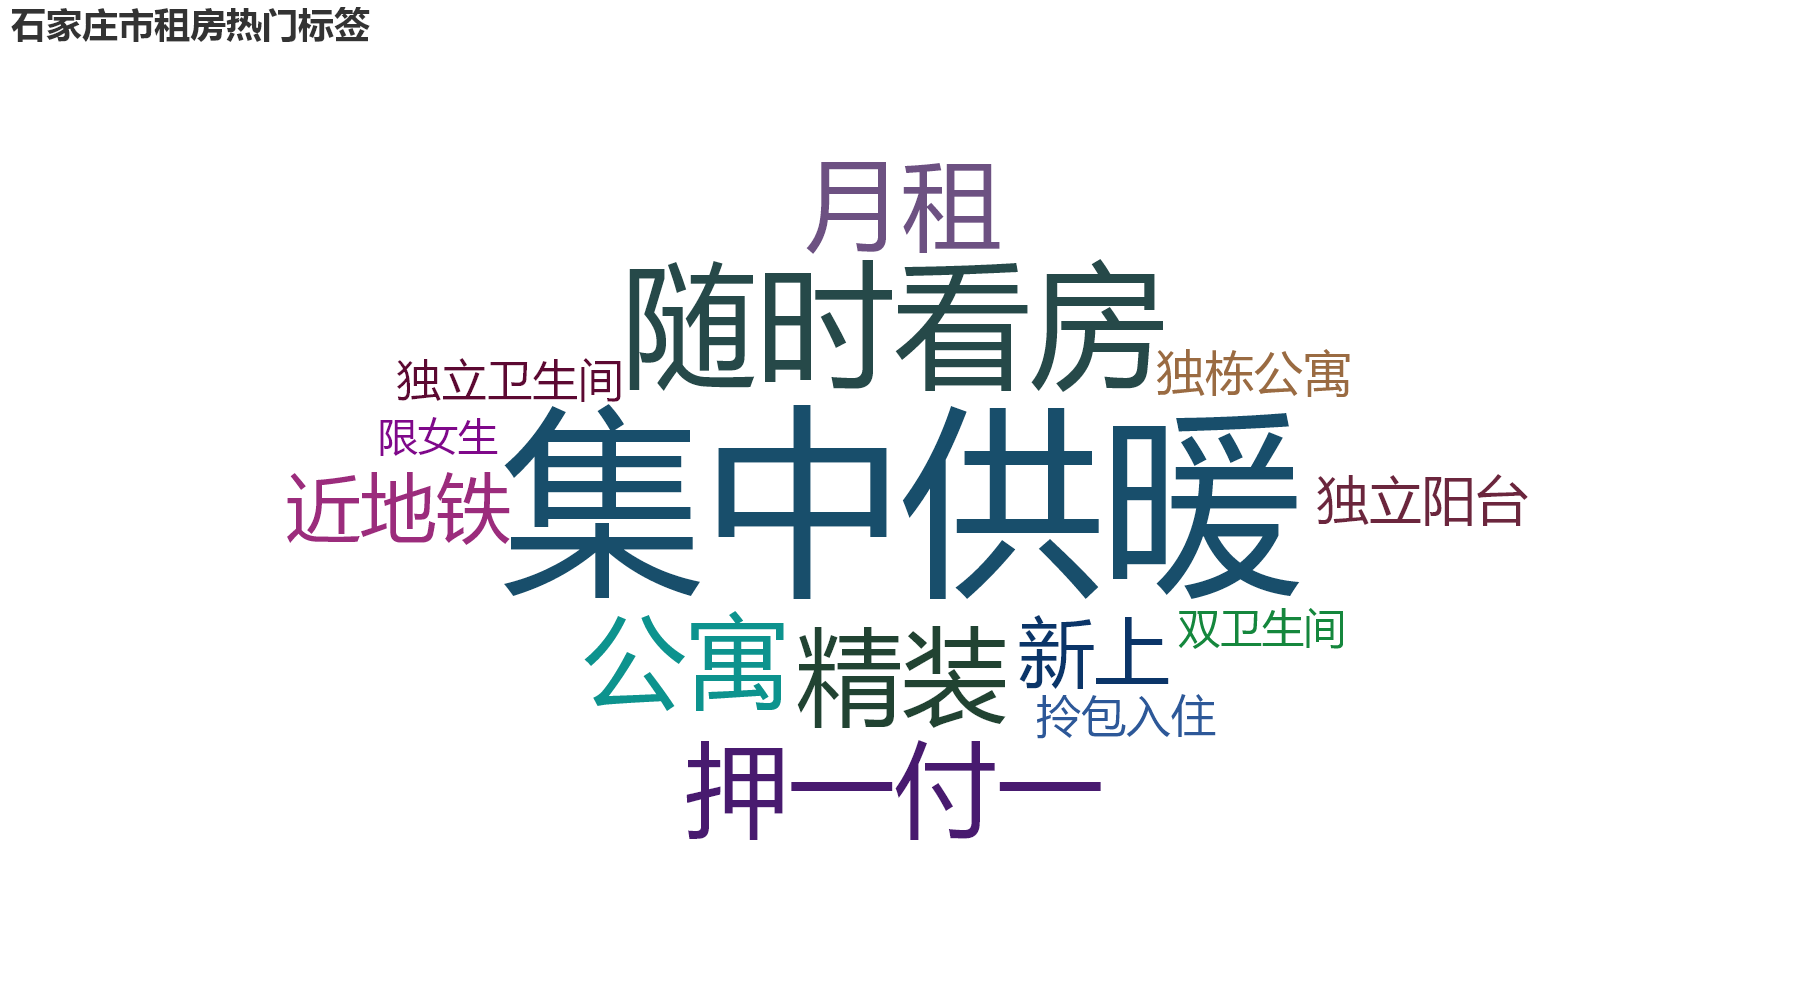 石家庄市租房热门标签
月租
随时看房
独立卫生间
独栋公寓
限女生
集中供暖
近地铁
独立阳台
公寓
精装
新上
双卫生间
拎包入住
押一付一